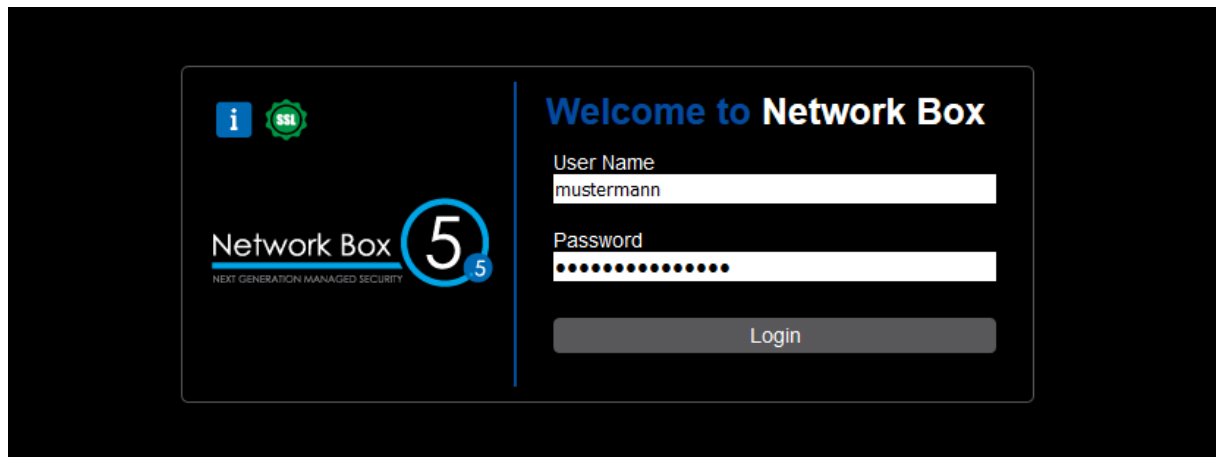 i
SSL
Network Box 5.5
NEXT GENERATION MANAGED SECURITY
Welcome to Network Box
User Name
mustermann
Password
•••••••••••••••
Login